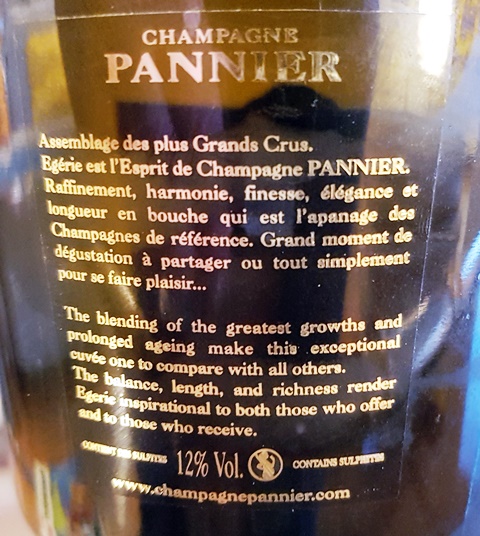 CHAMPAGNE
PANNIER
Assemblage des plus Grands Crus.
Egérie est l'Esprit de Champagne PANNIER.
Raffinement, harmonie, finesse, élégance et
longueur en bouche qui est l'apanage des
Champagnes de référence. Grand moment de
dégustation à partager ou tout simplement
pour se faire plaisir...
The blending of the greatest growths and
prolonged ageing make this exceptional
cuvée one to compare with all others.
The balance, length, and richness render
Egerie inspirational to both those who offer
and to those who receive.
CONTIENT DES SULFITES 12% Vol. CONTAINS SULPHITES
www.champagnepannier.com